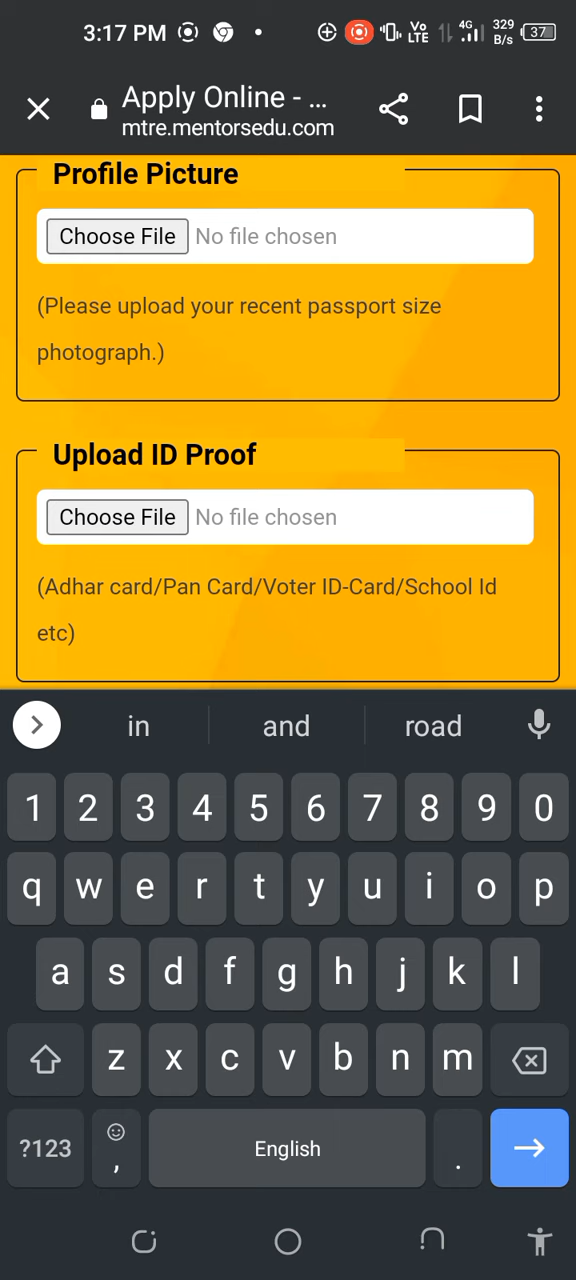 3:17 PM Vo LTE 4G 329 B/s 37
Apply Online - ...
mtre.mentorsedu.com
Profile Picture
Choose File No file chosen
(Please upload your recent passport size
photograph.)
Upload ID Proof
Choose File No file chosen
(Adhar card/Pan Card/Voter ID-Card/School Id
etc)
in and road
1 2 3 4 5 6 7 8 9 0
q w e r t y u i o p
a s d f g h j k l
z x c v b n m
?123 , English .